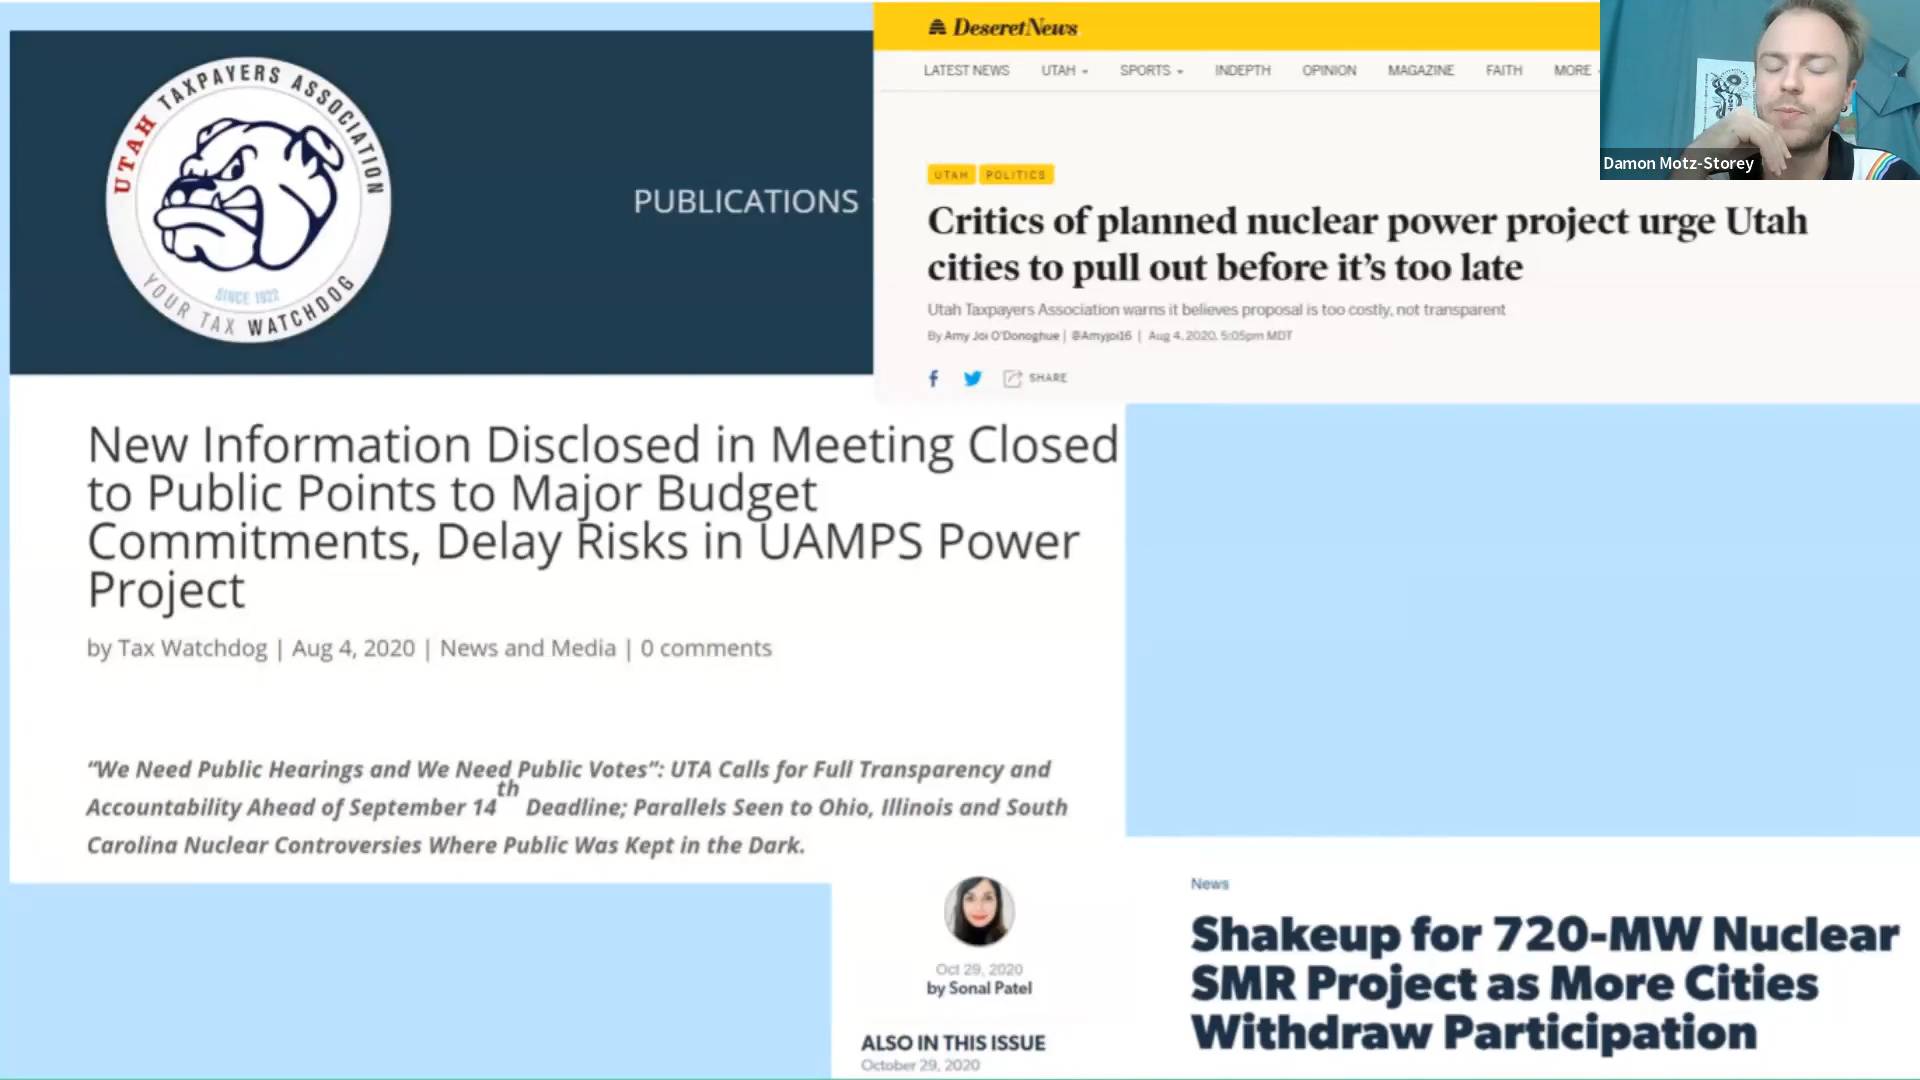 UTAH TAXPAYERS ASSOCIATION
SINCE 1922
YOUR TAX WATCHDOG
PUBLICATIONS
New Information Disclosed in Meeting Closed
to Public Points to Major Budget
Commitments, Delay Risks in UAMPS Power
Project
by Tax Watchdog | Aug 4, 2020 | News and Media | 0 comments
“We Need Public Hearings and We Need Public Votes”: UTA Calls for Full Transparency and
Accountability Ahead of September 14th Deadline; Parallels Seen to Ohio, Illinois and South
Carolina Nuclear Controversies Where Public Was Kept in the Dark.
Deseret News
LATEST NEWS UTAH SPORTS INDEPTH OPINION MAGAZINE FAITH MORE
UTAH POLITICS
Critics of planned nuclear power project urge Utah
cities to pull out before it’s too late
Utah Taxpayers Association warns it believes proposal is too costly, not transparent
By Amy Joi O'Donoghue | @Amyjoi16 | Aug 4, 2020, 5:05pm MDT
SHARE
Damon Motz-Storey
Oct 29, 2020
by Sonal Patel
ALSO IN THIS ISSUE
October 29, 2020
News
Shakeup for 720-MW Nuclear
SMR Project as More Cities
Withdraw Participation